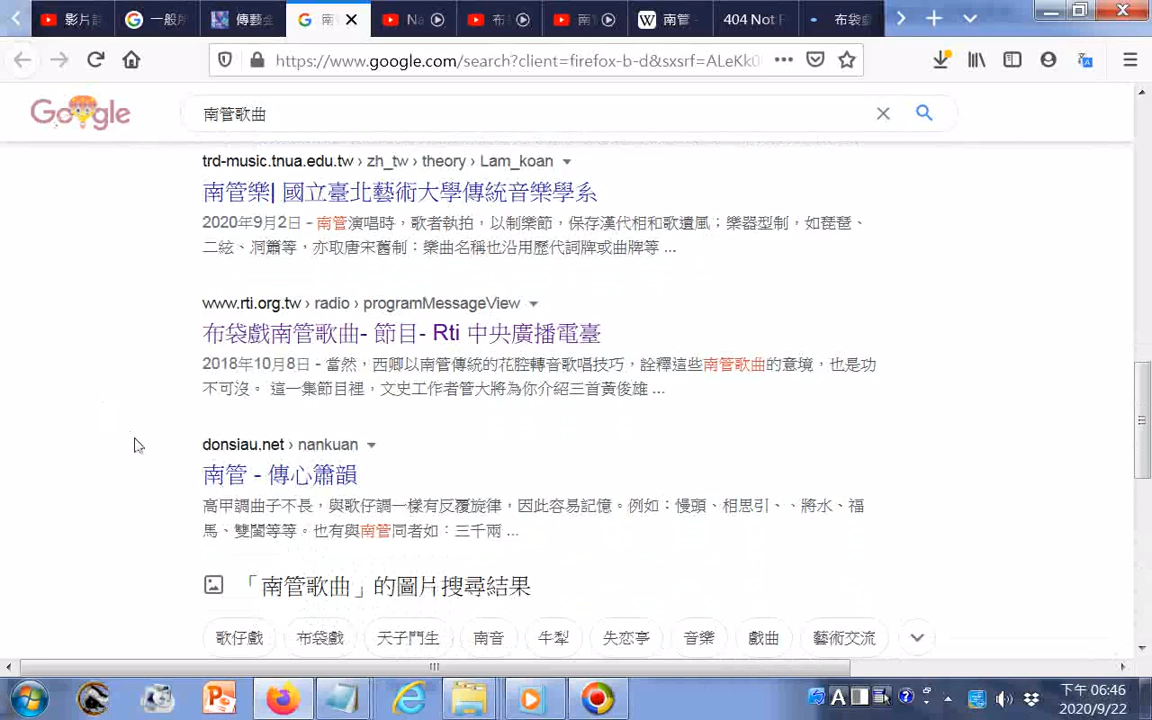 影片
一般
傳藝
南
Na
布
南
南管
404 Not F
布袋
https://www.google.com/search?client=firefox-b-d&sxsrf=ALeKk0
Google
南管歌曲
trd-music.tnua.edu.tw › zh_tw › theory › Lam_koan
南管樂| 國立臺北藝術大學傳統音樂學系
2020年9月2日 - 南管演唱時，歌者執拍，以制樂節，保存漢代相和歌遺風；樂器型制，如琵琶、
二絃、洞簫等，亦取唐宋舊制：樂曲名稱也沿用歷代詞牌或曲牌等 ...
www.rti.org.tw › radio › programMessageView
布袋戲南管歌曲- 節目- Rti 中央廣播電臺
2018年10月8日 - 當然，西卿以南管傳統的花腔轉音歌唱技巧，詮釋這些南管歌曲的意境，也是功
不可沒。 這一集節目裡，文史工作者管大將為你介紹三首黃俊雄 ...
donsiau.net › nankuan
南管 - 傳心簫韻
高甲調曲子不長，與歌仔調一樣有反覆旋律，因此容易記憶。例如：慢頭、相思引、、將水、福
馬、雙閨等等。也有與南管同者如：三千兩 ...
「南管歌曲」的圖片搜尋結果
歌仔戲
布袋戲
天子門生
南音
牛犁
失恋亭
音樂
戲曲
藝術交流
下午 06:46
2020/9/22